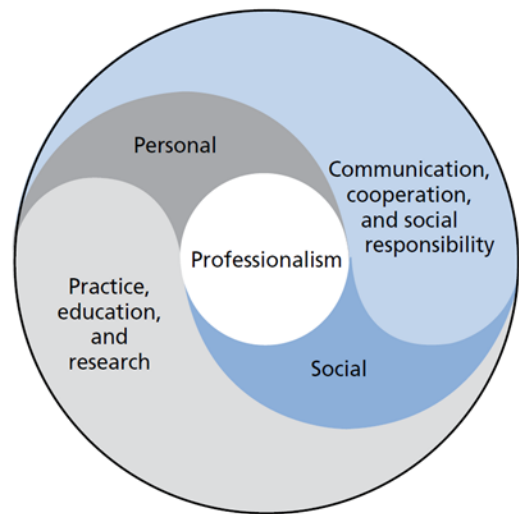 Personal
Communication,
cooperation,
and social
responsibility
Professionalism
Practice,
education,
and
research
Social